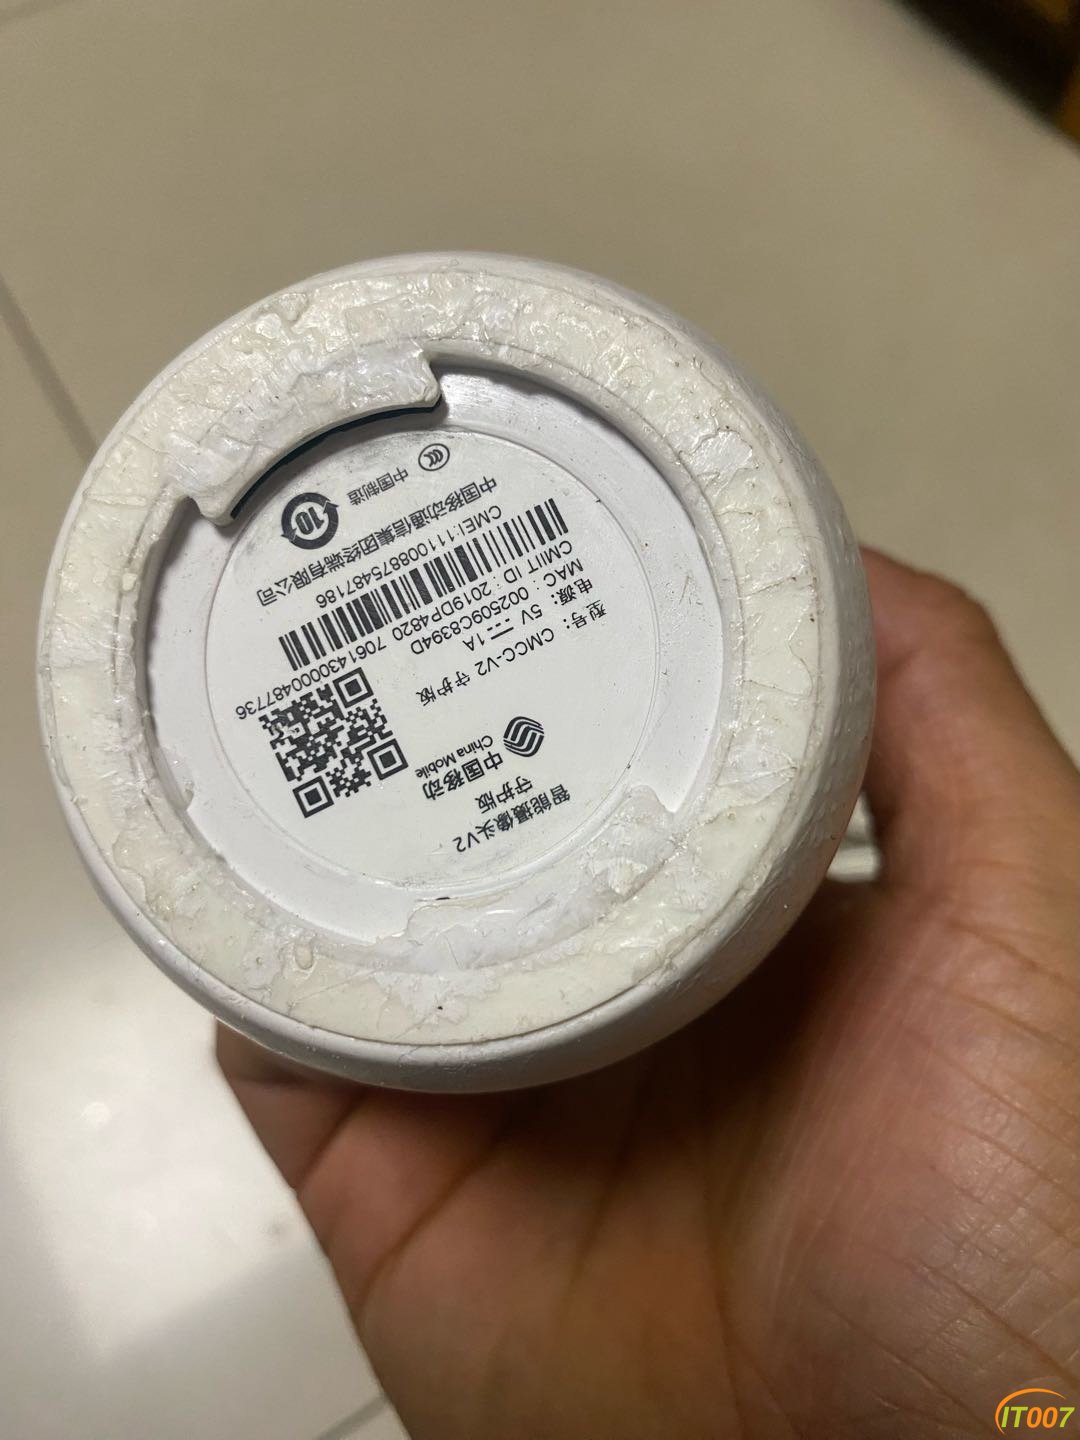 智能摄像头V2
守护版
中国移动
China Mobile
型号: CMCC-V2 守护版
电源: 5V 1A
MAC : 002509C8394D
CMIIT ID : 2019DP4820
706143000487736
CMEI:111008875487186
中国移动通信集团终端有限公司
中国制造
CCC
10
IT007